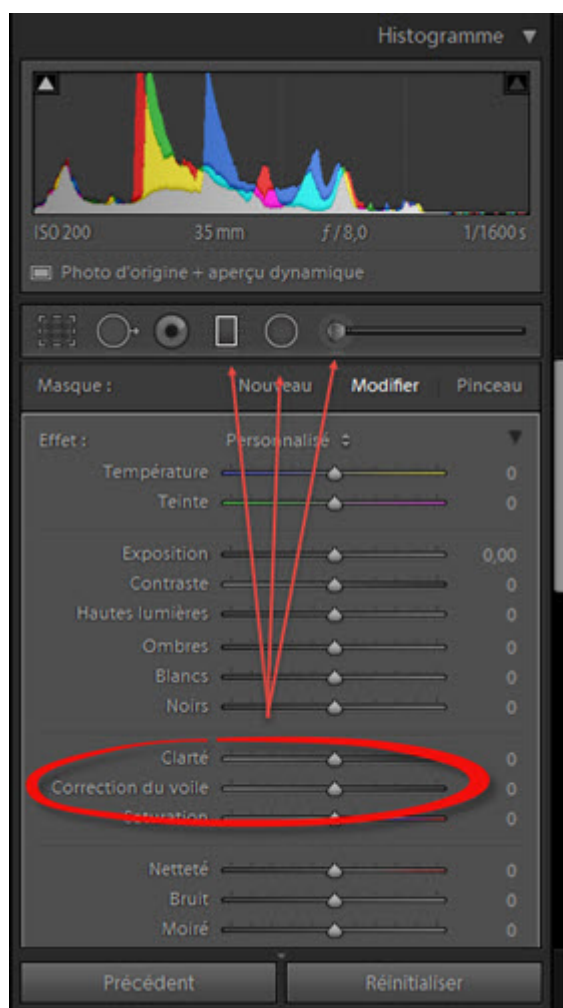 Histogramme
ISO 200 35 mm ƒ / 8,0 1/1600 s
Photo d'origine + aperçu dynamique
Masque : Nouveau Modifier Pinceau
Effet : Personnalisé
Température 0
Teinte 0
Exposition 0,00
Contraste 0
Hautes lumières 0
Ombres 0
Blancs 0
Noirs 0
Clarté 0
Correction du voile 0
Saturation 0
Netteté 0
Bruit 0
Moiré 0
Précédent Réinitialiser